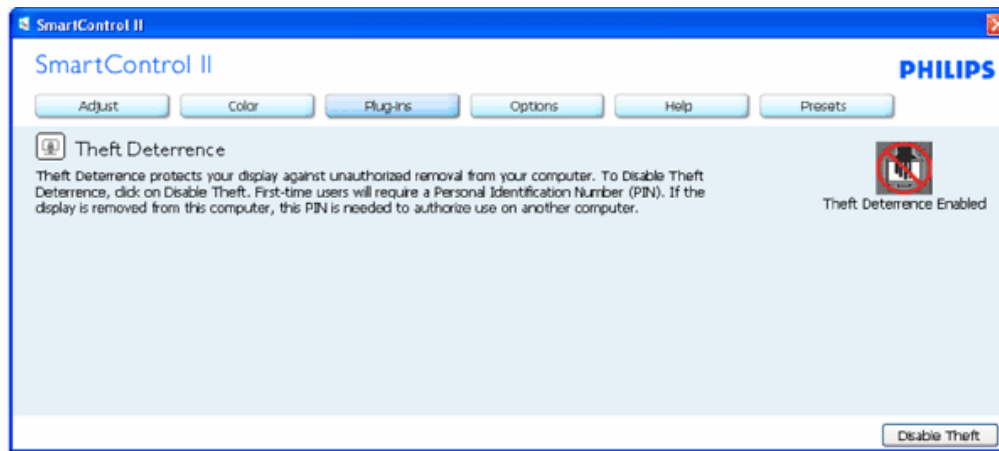 SmartControl II
SmartControl II
PHILIPS
Adjust
Color
Plug-Ins
Options
Help
Presets
Theft Deterrence
Theft Deterrence protects your display against unauthorized removal from your computer. To Disable Theft
Deterrence, click on Disable Theft. First-time users will require a Personal Identification Number (PIN). If the
display is removed from this computer, this PIN is needed to authorize use on another computer.
Theft Deterrence Enabled
Disable Theft